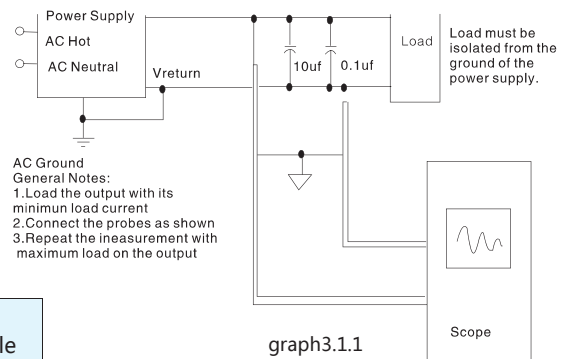 Power Supply
AC Hot
AC Neutral
Vreturn
10uf
0.1uf
Load
Load must be
isolated from the
ground of the
power supply.
AC Ground
General Notes:
1.Load the output with its
minimun load current
2.Connect the probes as shown
3.Repeat the ineasurement with
maximum load on the output
Scope
graph3.1.1
le